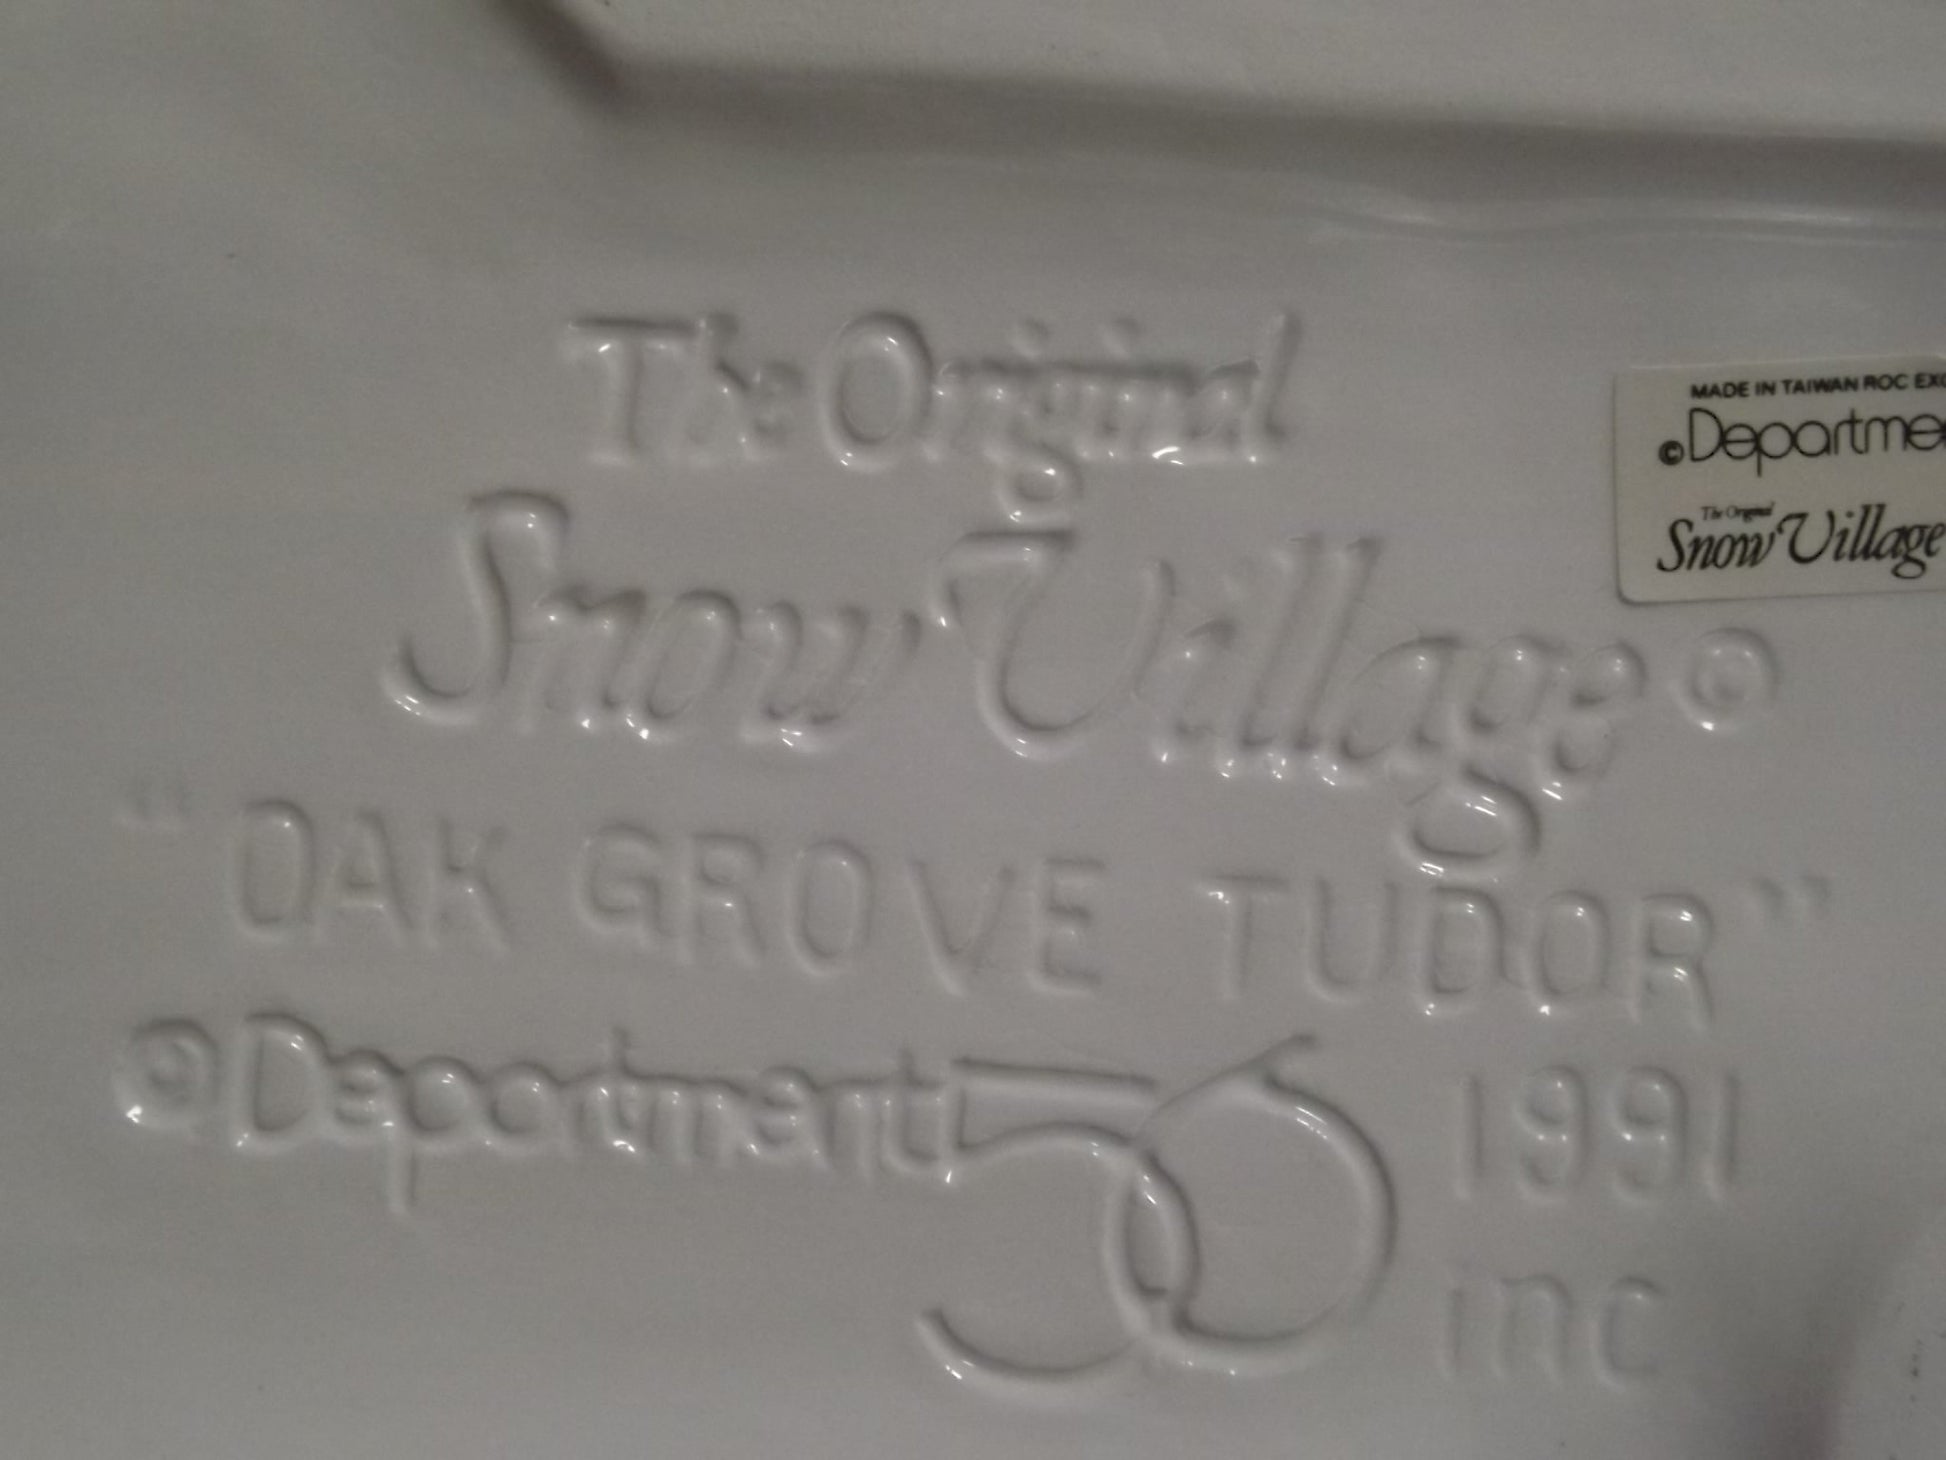 The Original
Snow Village ©
"OAK GROVE TUDOR"
© Department 56 1991
inc
MADE IN TAIWAN ROC
©
The Original
Snow Village